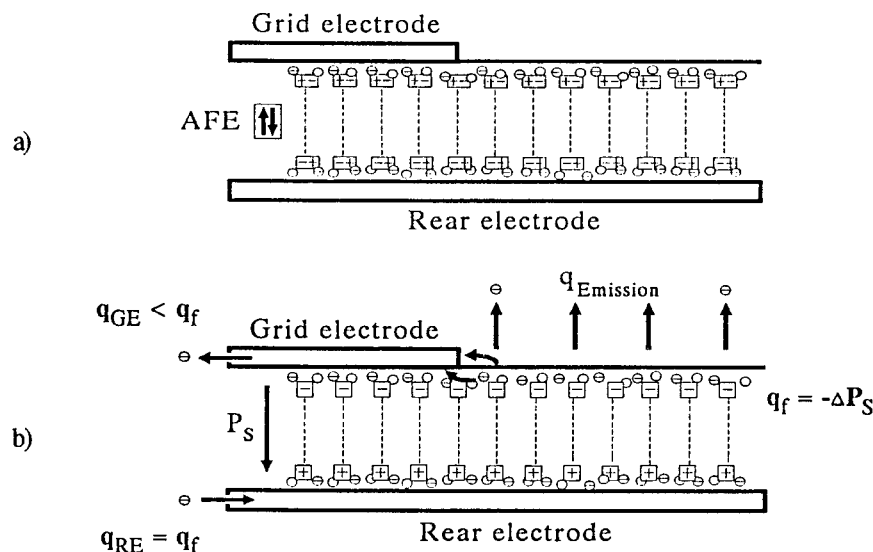 Grid electrode
AFE
a)
Rear electrode
q_Emission
q_GE < q_f
Grid electrode
q_f = -ΔP_S
P_S
b)
q_RE = q_f
Rear electrode